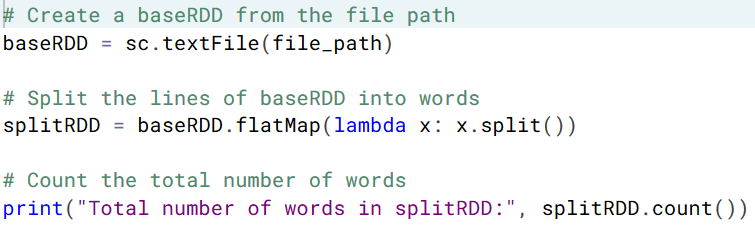 # Create a baseRDD from the file path
baseRDD = sc.textFile(file_path)
# Split the lines of baseRDD into words
splitRDD = baseRDD.flatMap(lambda x: x.split())
# Count the total number of words
print("Total number of words in splitRDD:", splitRDD.count())